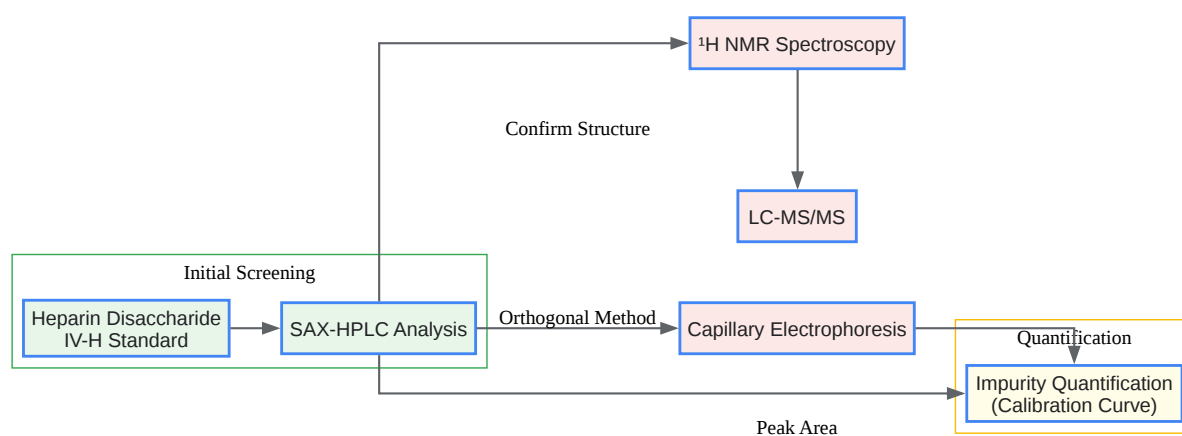 ¹H NMR Spectroscopy
Confirm Structure
LC-MS/MS
Initial Screening
Heparin Disaccharide
IV-H Standard
SAX-HPLC Analysis
Orthogonal Method
Capillary Electrophoresis
Quantification
Impurity Quantification
(Calibration Curve)
Peak Area